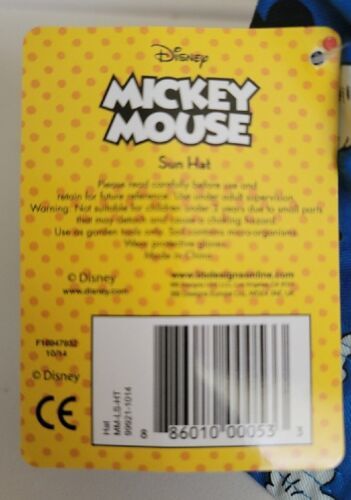 Disney
MICKEY
MOUSE
Sun Hat
Please read carefully before use and
retain for future reference. Use under adult supervision.
Warning: Not suitable for children under 3 years due to small parts
that may detach and cause a choking hazard.
Use as garden tools only. Soil contains micro-organisms.
Wear protective gloves.
Made in China.
© Disney
www.disney.com
F18047032
10/14
© Disney
CE
Hat
MM-LS-HT
99921-1014
86010 00053 3